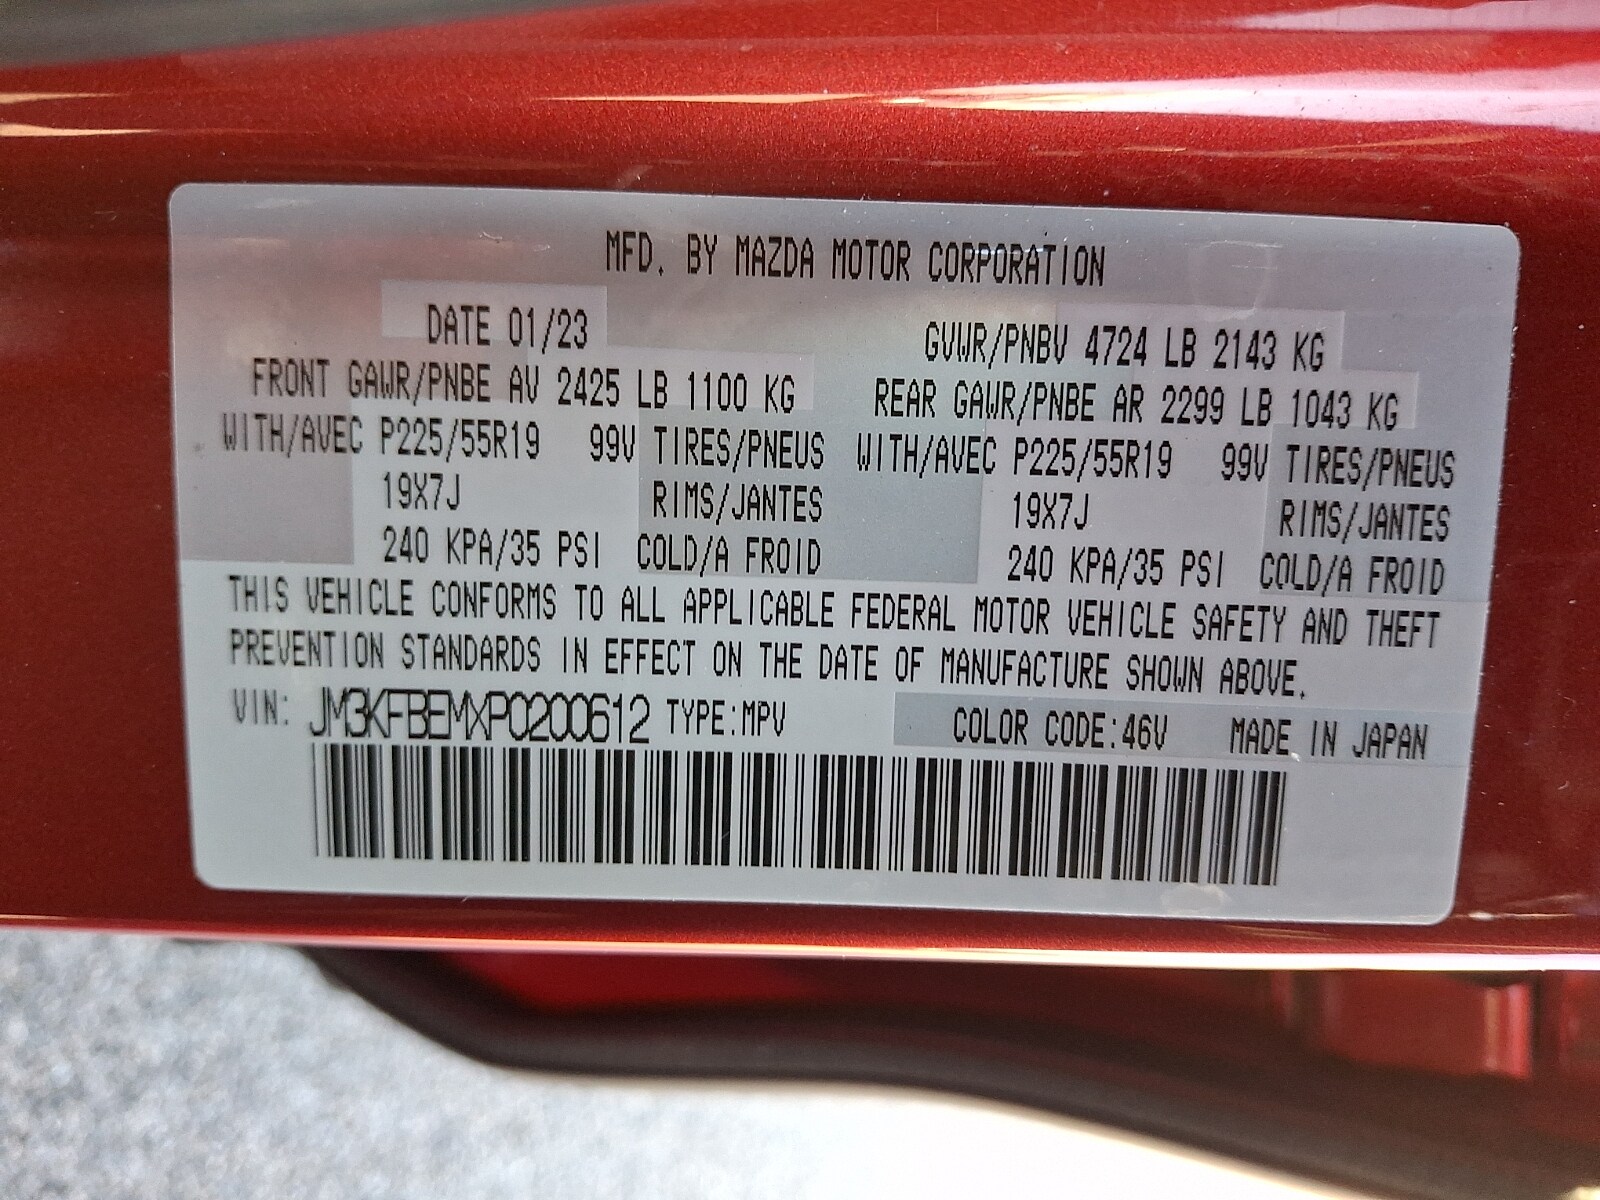 MFD. BY MAZDA MOTOR CORPORATION
DATE 01/23 GVWR/PNBV 4724 LB 2143 KG
FRONT GAWR/PNBE AV 2425 LB 1100 KG REAR GAWR/PNBE AR 2299 LB 1043 KG
WITH/AVEC P225/55R19 99V TIRES/PNEUS WITH/AVEC P225/55R19 99V TIRES/PNEUS
19X7J RIMS/JANTES 19X7J RIMS/JANTES
240 KPA/35 PSI COLD/A FROID 240 KPA/35 PSI COLD/A FROID
THIS VEHICLE CONFORMS TO ALL APPLICABLE FEDERAL MOTOR VEHICLE SAFETY AND THEFT
PREVENTION STANDARDS IN EFFECT ON THE DATE OF MANUFACTURE SHOWN ABOVE.
VIN: JM3KFBEMXP0200612 TYPE:MPV COLOR CODE:46V MADE IN JAPAN